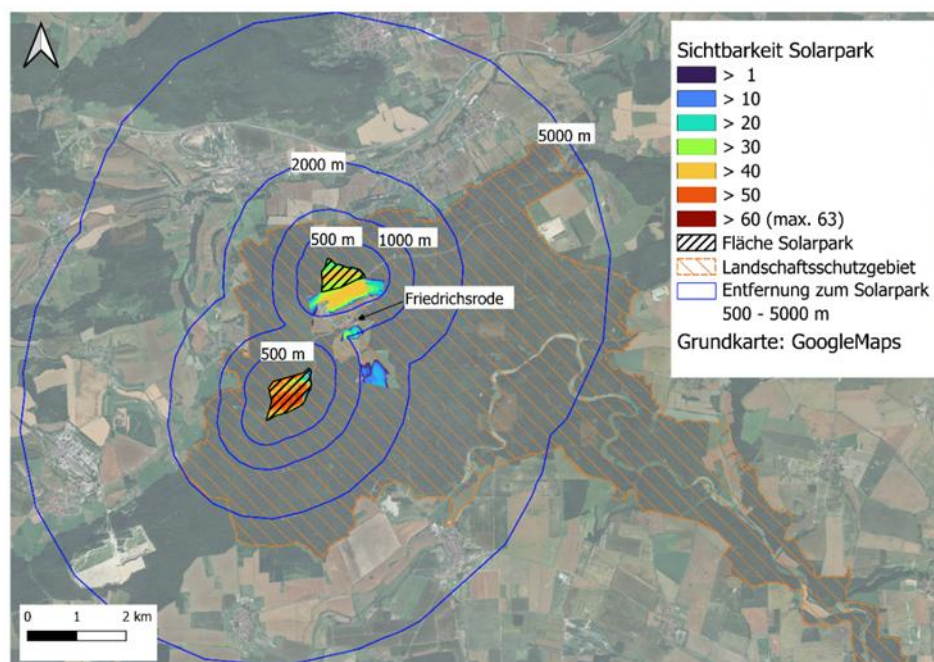 Sichtbarkeit Solarpark
> 1
> 10
> 20
> 30
> 40
> 50
> 60 (max. 63)
Fläche Solarpark
Landschaftsschutzgebiet
Entfernung zum Solarpark
500 - 5000 m
Grundkarte: GoogleMaps
5000 m
2000 m
500 m
1000 m
Friedrichsrode
500 m
0 1 2 km